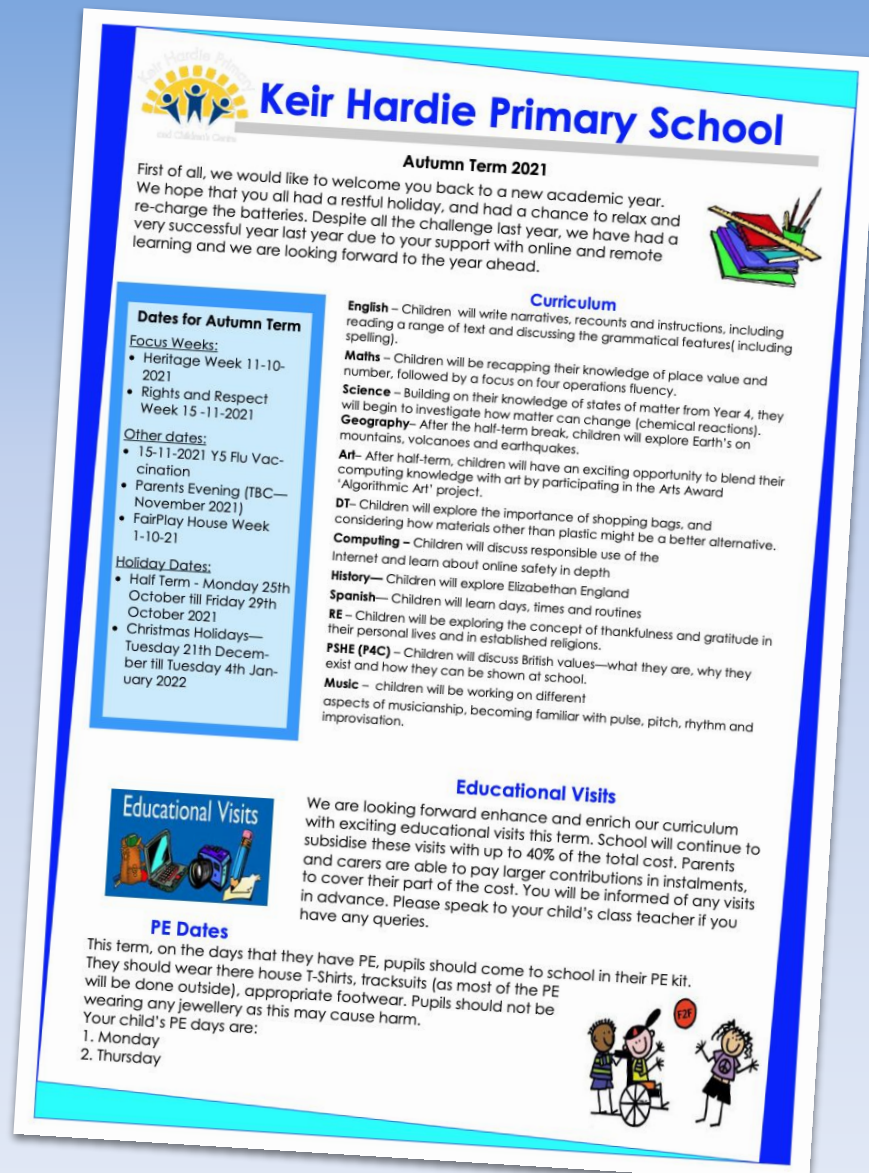 Keir Hardie Primary
and Children's Centre
Keir Hardie Primary School
Autumn Term 2021
First of all, we would like to welcome you back to a new academic year.
We hope that you all had a restful holiday, and had a chance to relax and
re-charge the batteries. Despite all the challenge last year, we have had a
very successful year last year due to your support with online and remote
learning and we are looking forward to the year ahead.
Dates for Autumn Term
Focus Weeks:
• Heritage Week 11-10-
2021
• Rights and Respect
Week 15 -11-2021
Other dates:
• 15-11-2021 Y5 Flu Vac-
cination
• Parents Evening (TBC—
November 2021)
• FairPlay House Week
1-10-21
Holiday Dates:
• Half Term - Monday 25th
October till Friday 29th
October 2021
• Christmas Holidays—
Tuesday 21th Decem-
ber till Tuesday 4th Jan-
uary 2022
Curriculum
English – Children will write narratives, recounts and instructions, including
reading a range of text and discussing the grammatical features( including
spelling).
Maths – Children will be recapping their knowledge of place value and
number, followed by a focus on four operations fluency.
Science – Building on their knowledge of states of matter from Year 4, they
will begin to investigate how matter can change (chemical reactions).
Geography– After the half-term break, children will explore Earth's on
mountains, volcanoes and earthquakes.
Art– After half-term, children will have an exciting opportunity to blend their
computing knowledge with art by participating in the Arts Award
'Algorithmic Art' project.
DT– Children will explore the importance of shopping bags, and
considering how materials other than plastic might be a better alternative.
Computing – Children will discuss responsible use of the
Internet and learn about online safety in depth
History— Children will explore Elizabethan England
Spanish— Children will learn days, times and routines
RE – Children will be exploring the concept of thankfulness and gratitude in
their personal lives and in established religions.
PSHE (P4C) – Children will discuss British values—what they are, why they
exist and how they can be shown at school.
Music – children will be working on different
aspects of musicianship, becoming familiar with pulse, pitch, rhythm and
improvisation.
Educational Visits
Educational Visits
We are looking forward enhance and enrich our curriculum
with exciting educational visits this term. School will continue to
subsidise these visits with up to 40% of the total cost. Parents
and carers are able to pay larger contributions in instalments,
to cover their part of the cost. You will be informed of any visits
in advance. Please speak to your child's class teacher if you
have any queries.
PE Dates
This term, on the days that they have PE, pupils should come to school in their PE kit.
They should wear there house T-Shirts, tracksuits (as most of the PE
will be done outside), appropriate footwear. Pupils should not be
wearing any jewellery as this may cause harm.
Your child's PE days are:
1. Monday
2. Thursday
F2F